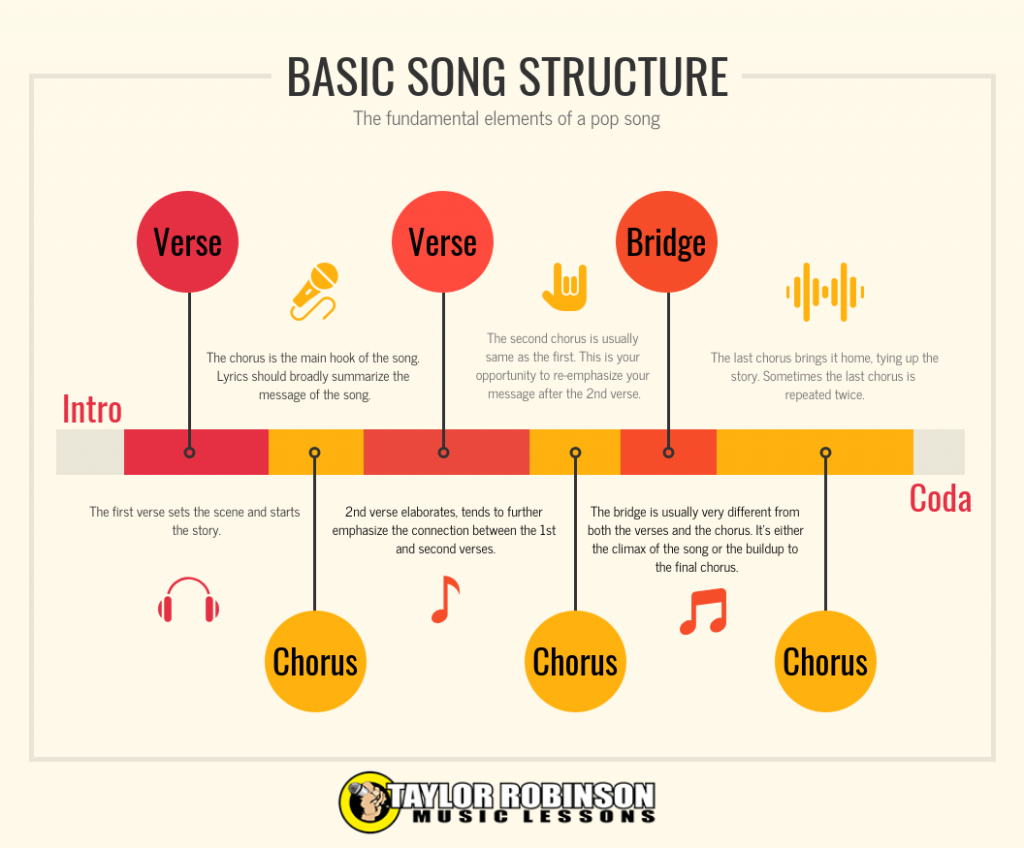 BASIC SONG STRUCTURE
The fundamental elements of a pop song
Verse
Verse
Bridge
The chorus is the main hook of the song.
Lyrics should broadly summarize the
message of the song.
The second chorus is usually
same as the first. This is your
opportunity to re-emphasize your
message after the 2nd verse.
The last chorus brings it home, tying up the
story. Sometimes the last chorus is
repeated twice.
Intro
Coda
The first verse sets the scene and starts
the story.
2nd verse elaborates, tends to further
emphasize the connection between the 1st
and second verses.
The bridge is usually very different from
both the verses and the chorus. It's either
the climax of the song or the buildup to
the final chorus.
Chorus
Chorus
Chorus
TAYLOR ROBINSON
MUSIC LESSONS